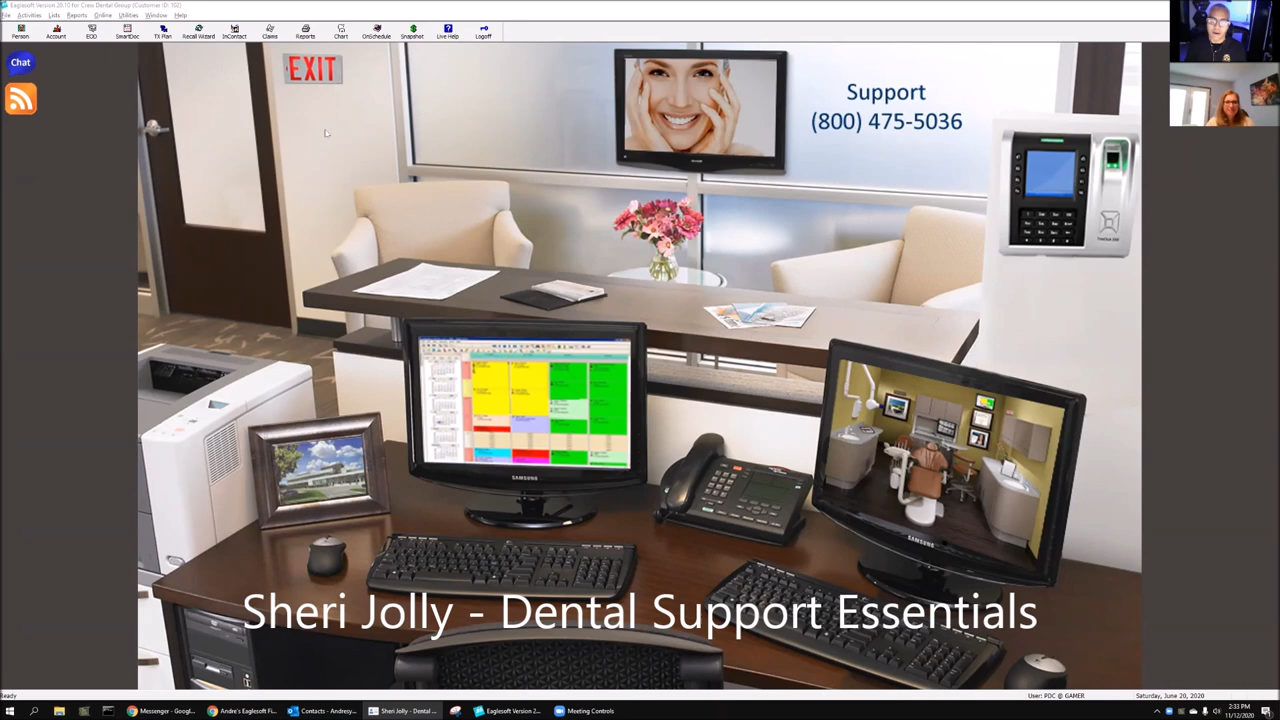 Eaglesoft Version 20.10 for Crew Dental Group (Customer ID: 102)
File Activities Lists Reports Online Utilities Window Help
Person Account EOD SmartDoc TX Plan Recall Wizard InContact Claims Reports Chart OnSchedule Snapshot Live Help Logoff
Chat
EXIT
Support
(800) 475-5036
SAMSUNG
SAMSUNG
Sheri Jolly - Dental Support Essentials
Ready
User: PDC @ GAMER
Saturday, June 20, 2020
Messenger - Googl...
Andre's Eaglesoft Fi...
Contacts - Andresy...
Sheri Jolly - Dental ...
Eaglesoft Version 2...
Meeting Controls
2:33 PM
11/12/2020